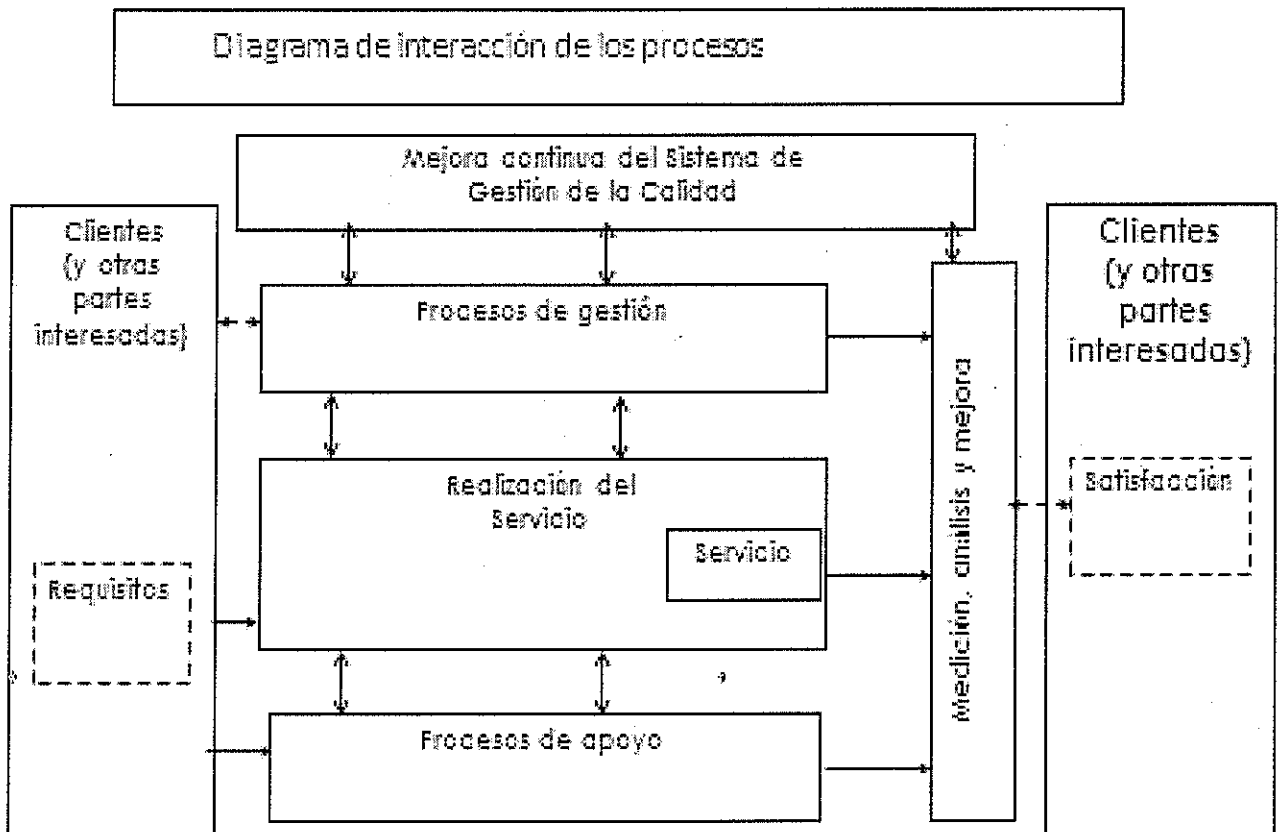 Diagrama de interacción de los procesos
Mejora continua del Sistema de
Gestión de la Calidad
Clientes
(y otras
partes
interesadas)
Requisitos
Procesos de gestión
Realización del
Servicio
Servicio
Procesos de apoyo
Medición, análisis y mejora
Clientes
(y otras
partes
interesadas)
Satisfacción